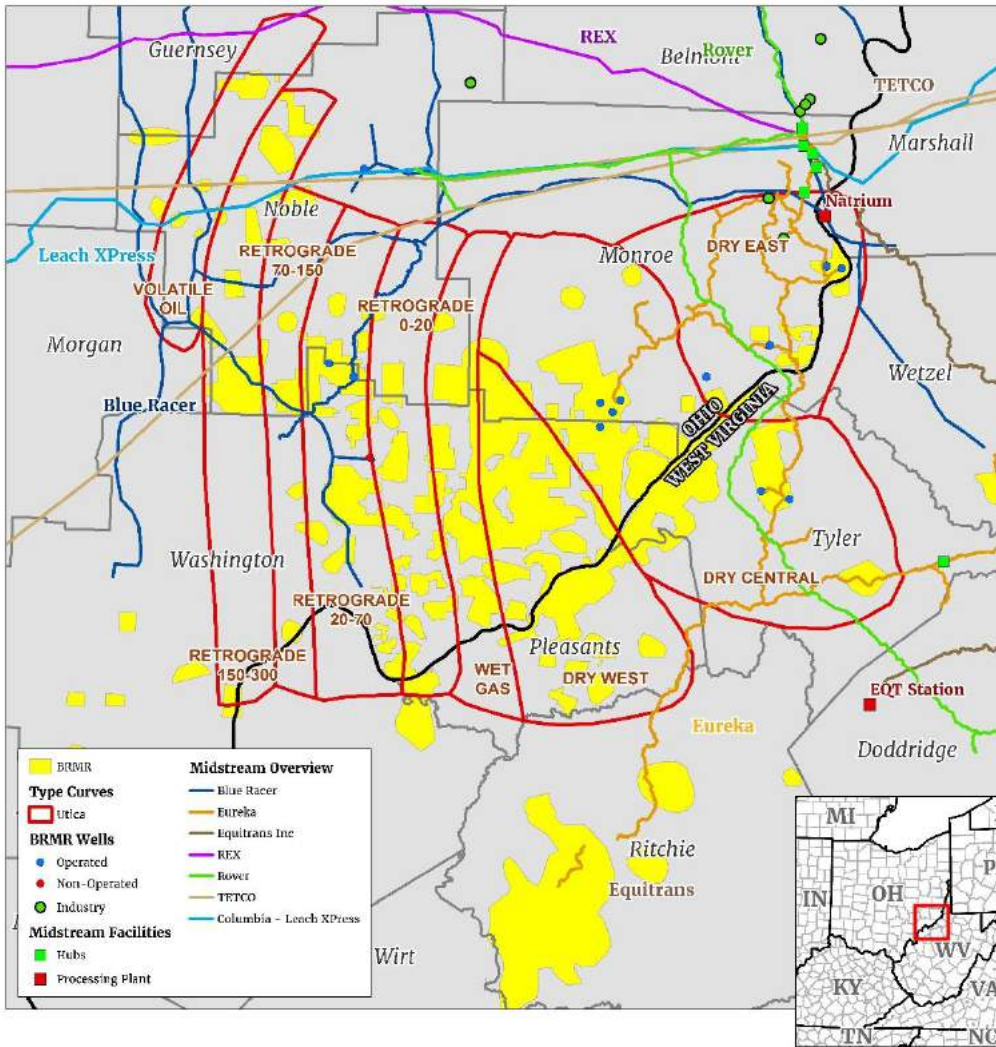 Guernsey
REX
Belmont
Rover
TETCO
Marshall
Noble
Natrium
Leach XPress
RETROGRADE
70-150
Monroe
DRY EAST
VOLATILE
OIL
RETROGRADE
0-20
Morgan
Wetzel
Blue Racer
OHIO
WEST VIRGINIA
Washington
Tyler
DRY CENTRAL
RETROGRADE
20-70
RETROGRADE
150-300
Pleasants
WET
GAS
DRY WEST
EQT Station
Eureka
Doddridge
Ritchie
Equitrans
Wirt
BRMR
Type Curves
Utica
BRMR Wells
Operated
Non-Operated
Industry
Midstream Facilities
Hubs
Processing Plant
Midstream Overview
Blue Racer
Eureka
Equitrans Inc
REX
Rover
TETCO
Columbia - Leach XPress
MI
IN
OH
WV
KY
VA
TN
NC